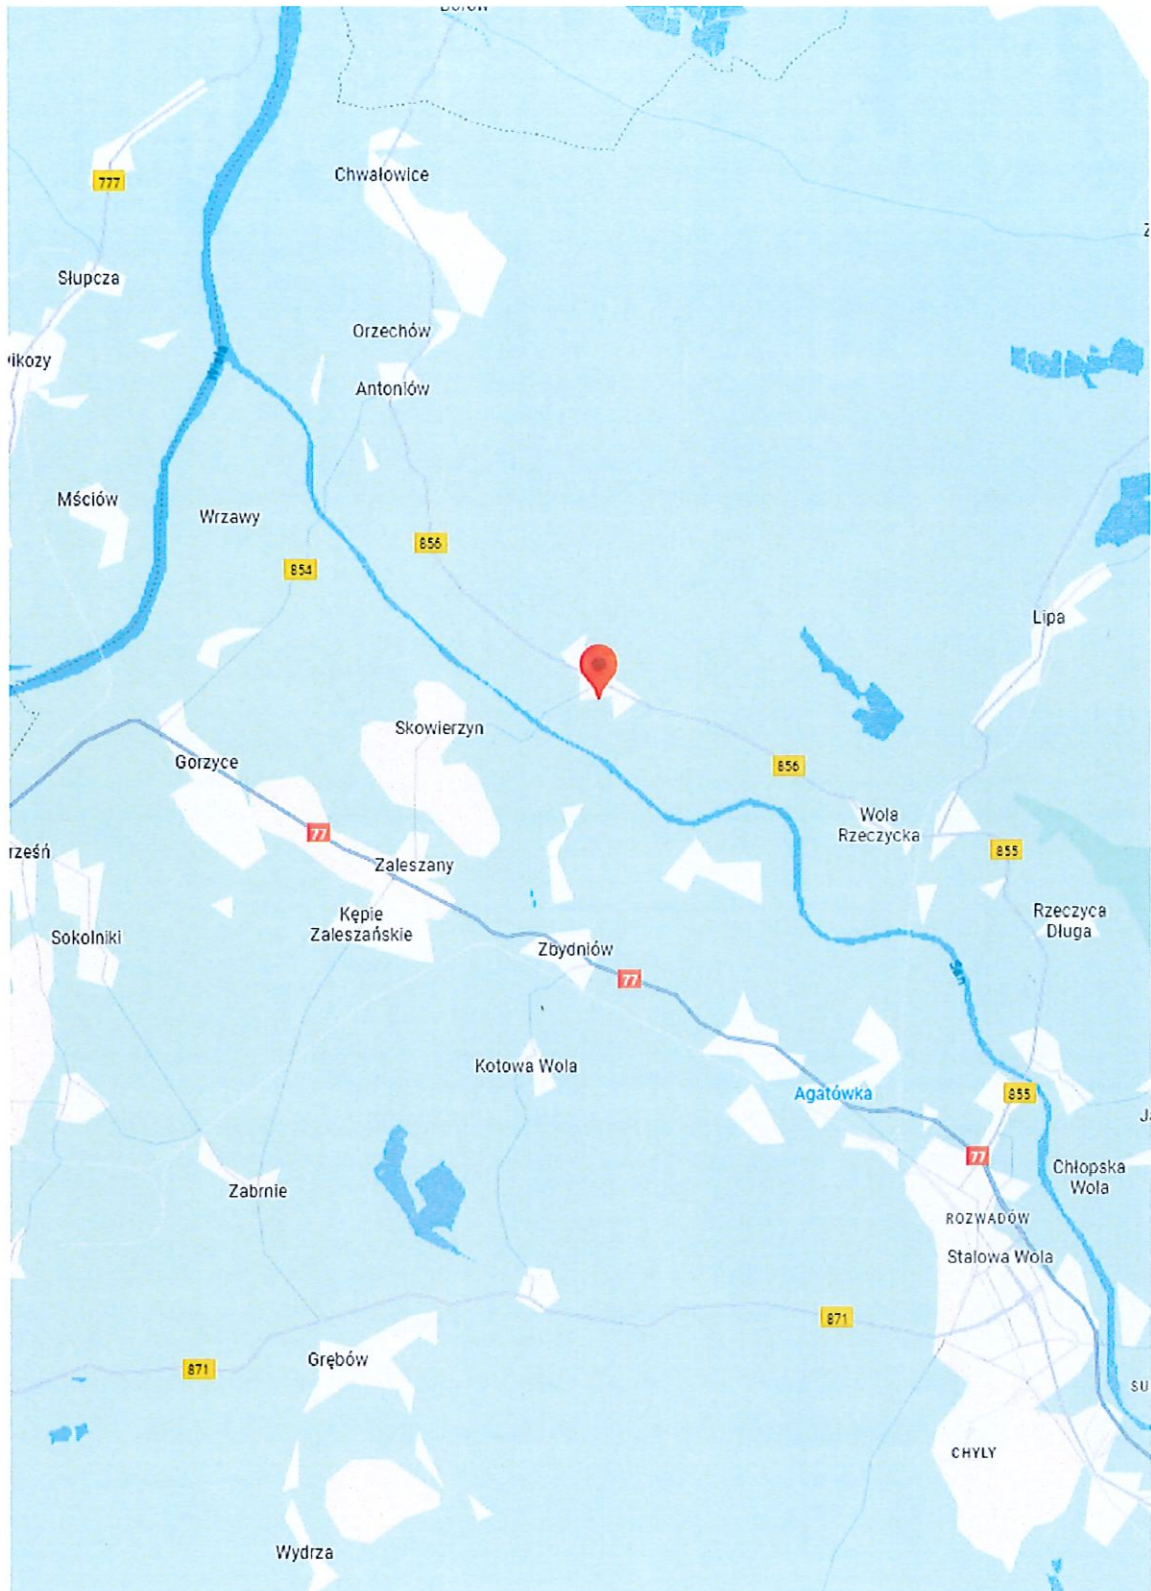 777
Chwałowice
Słupcza
Orzechów
Antoniów
Mściów
Wrzawy
856
854
Lipa
Skowierzyn
Gorzyce
856
Wola
Rzeczycka
77
855
Zaleszany
Kępie
Zaleszańskie
Rzeczyca
Długa
Sokolniki
Zbydniów
77
San
Kotowa Wola
Agatówka
855
77
Chłopska
Wola
Zabrnie
ROZWADÓW
Stalowa Wola
871
Grębów
871
CHYŁY
Wydrza